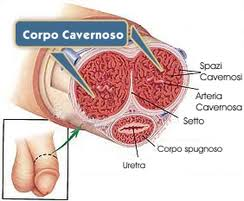 Corpo Cavernoso
Spazi
Cavernosi
Arteria
Cavernosa
Setto
Corpo spugnoso
Uretra